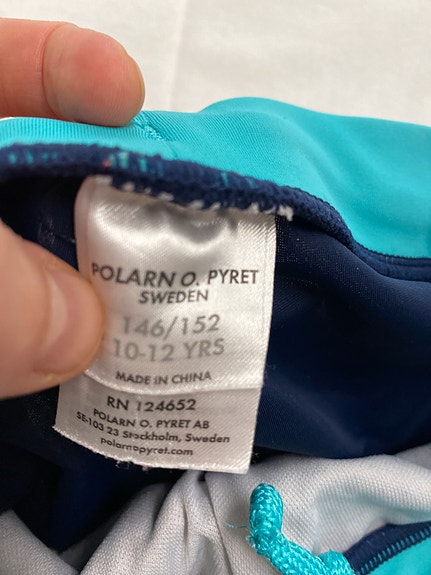 POLARN O. PYRET
SWEDEN
146/152
10-12 YRS
MADE IN CHINA
RN 124652
POLARN O. PYRET AB
SE-103 23 Stockholm, Sweden
polarnopyret.com